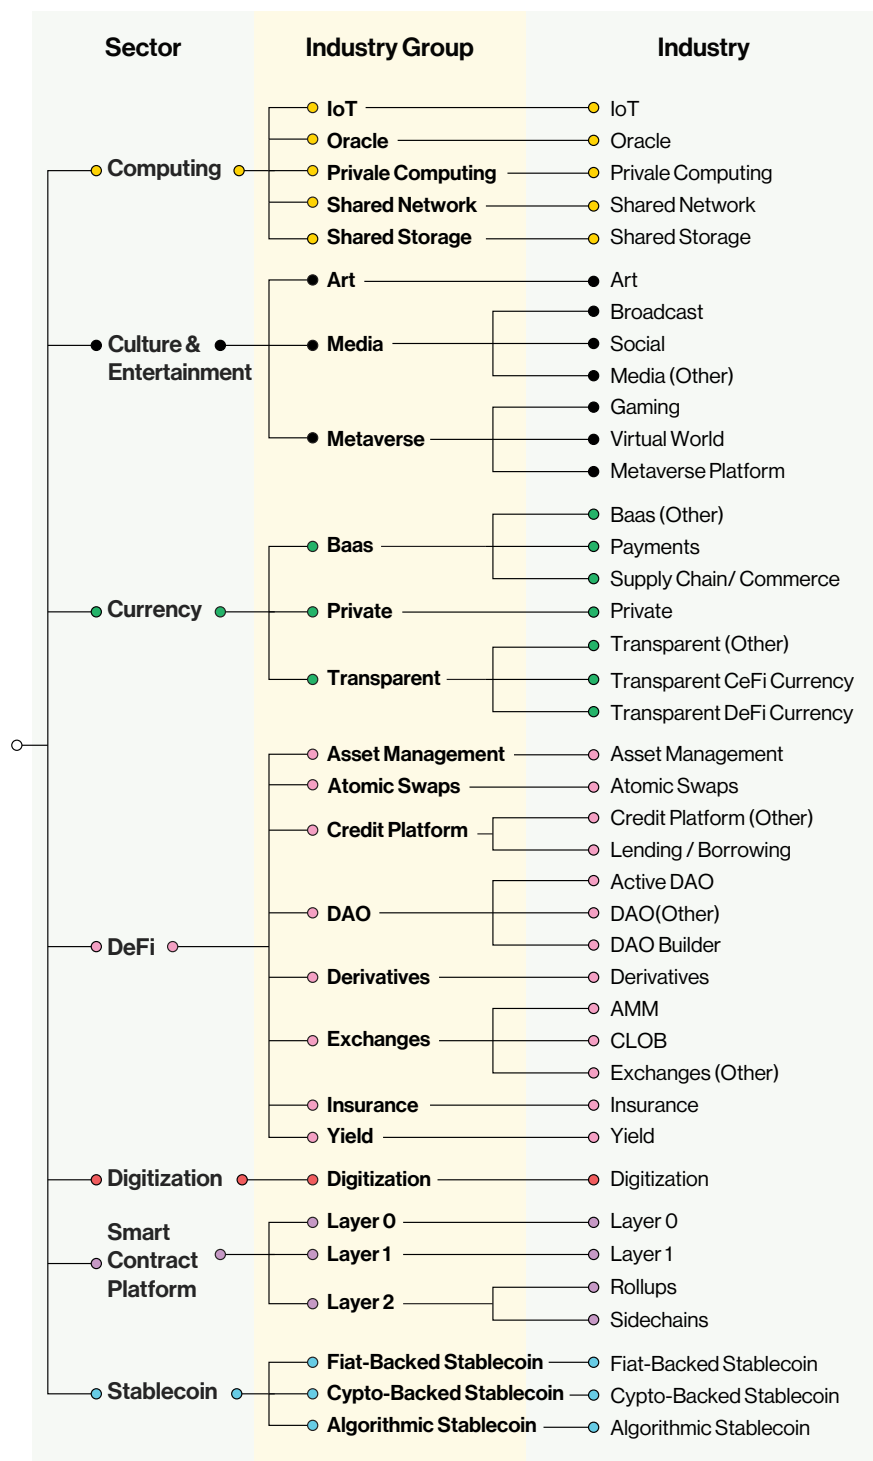 Sector
Industry Group
Industry
Computing
IoT
IoT
Oracle
Oracle
Privale Computing
Privale Computing
Shared Network
Shared Network
Shared Storage
Shared Storage
Culture &
Entertainment
Art
Art
Media
Broadcast
Social
Media (Other)
Metaverse
Gaming
Virtual World
Metaverse Platform
Currency
Baas
Baas (Other)
Payments
Supply Chain/ Commerce
Private
Private
Transparent
Transparent (Other)
Transparent CeFi Currency
Transparent DeFi Currency
DeFi
Asset Management
Asset Management
Atomic Swaps
Atomic Swaps
Credit Platform
Credit Platform (Other)
Lending / Borrowing
DAO
Active DAO
DAO(Other)
DAO Builder
Derivatives
Derivatives
Exchanges
AMM
CLOB
Exchanges (Other)
Insurance
Insurance
Yield
Yield
Digitization
Digitization
Digitization
Smart
Contract
Platform
Layer 0
Layer 0
Layer 1
Layer 1
Layer 2
Rollups
Sidechains
Stablecoin
Fiat-Backed Stablecoin
Fiat-Backed Stablecoin
Cypto-Backed Stablecoin
Cypto-Backed Stablecoin
Algorithmic Stablecoin
Algorithmic Stablecoin